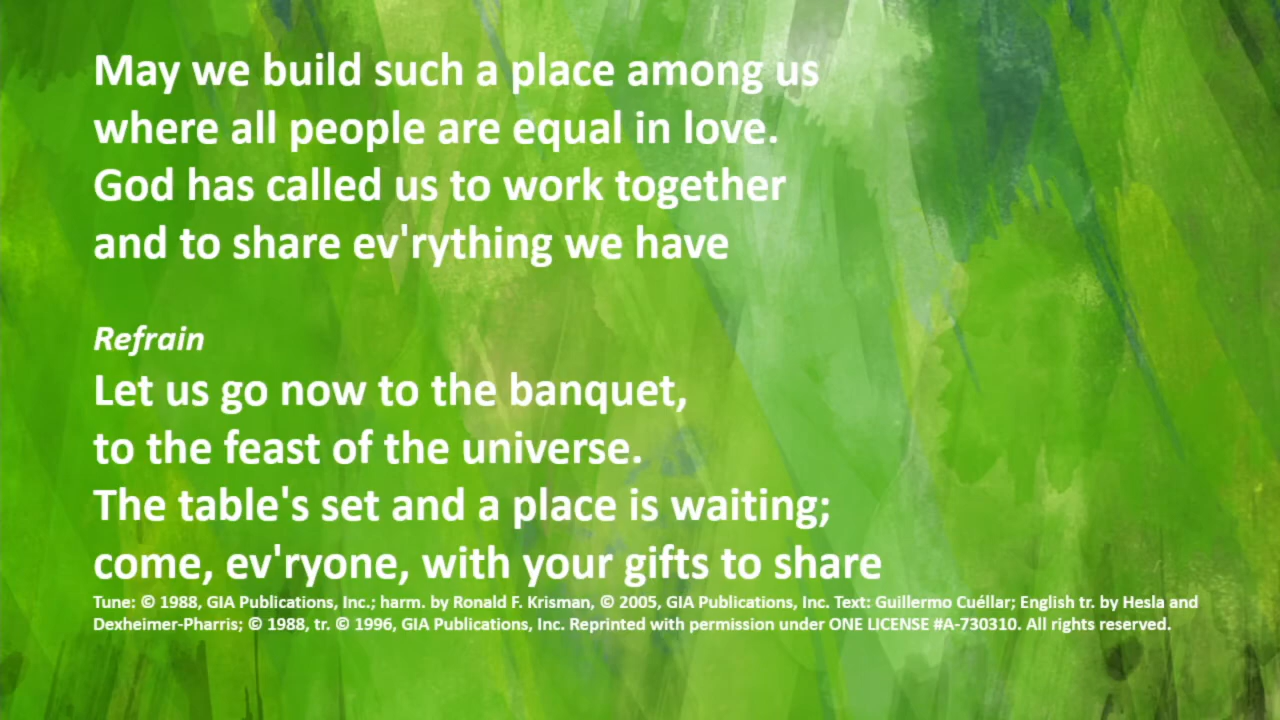 May we build such a place among us
where all people are equal in love.
God has called us to work together
and to share ev'rything we have
Refrain
Let us go now to the banquet,
to the feast of the universe.
The table's set and a place is waiting;
come, ev'ryone, with your gifts to share
Tune: © 1988, GIA Publications, Inc.; harm. by Ronald F. Krisman, © 2005, GIA Publications, Inc. Text: Guillermo Cuéllar; English tr. by Hesla and
Dexheimer-Pharris; © 1988, tr. © 1996, GIA Publications, Inc. Reprinted with permission under ONE LICENSE #A-730310. All rights reserved.